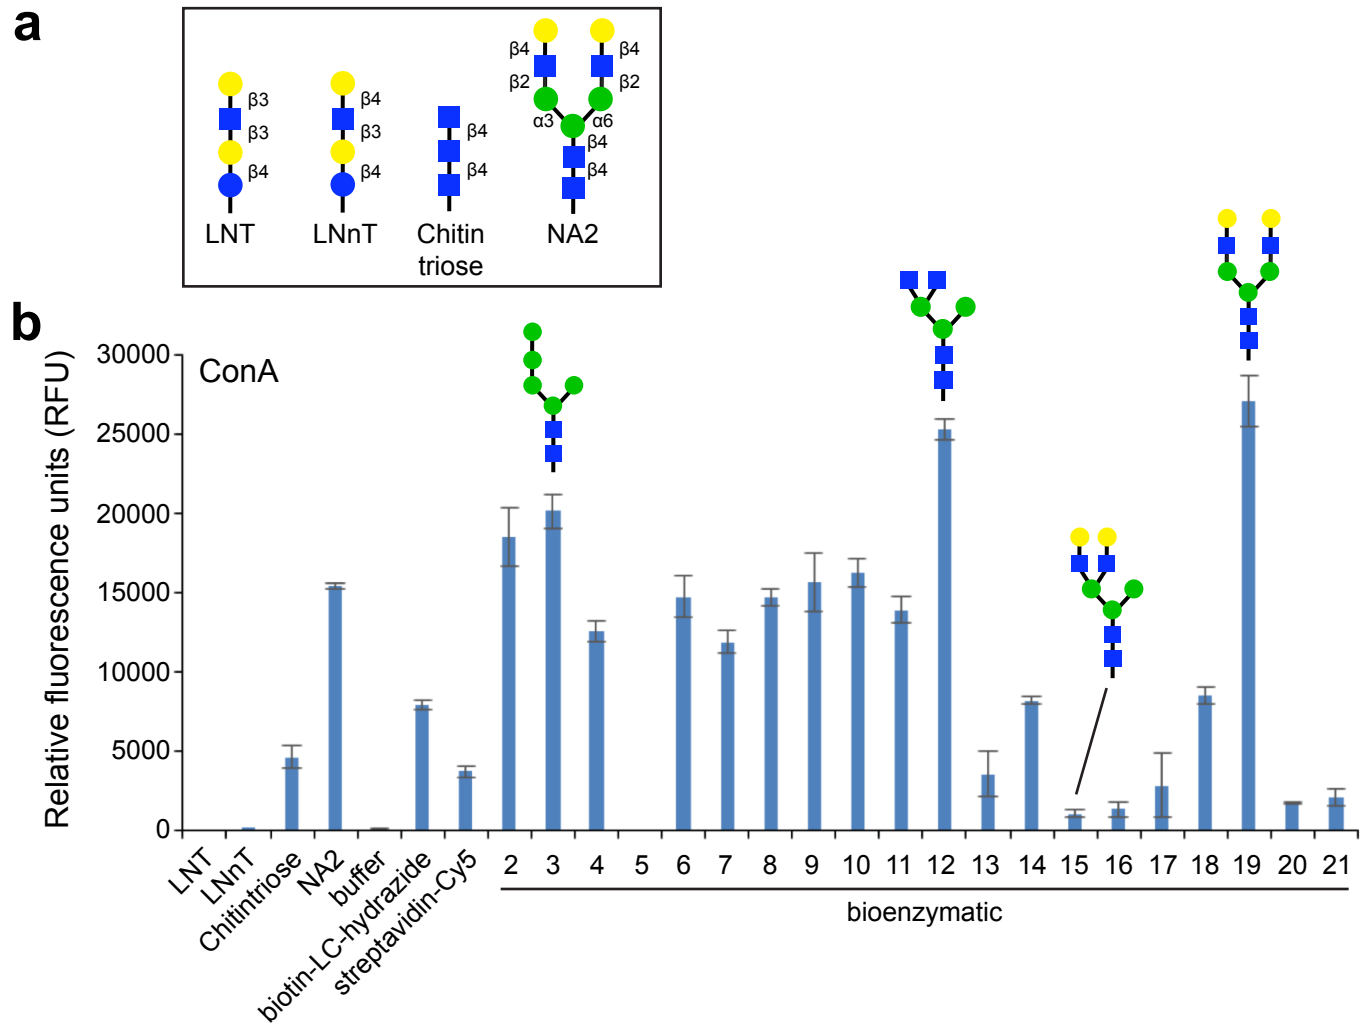 a
β3
β3
β4
LNT
β4
β3
β4
LNnT
β4
β4
Chitin
triose
β4 β4
β2 β2
α3 α6
β4
β4
NA2
b
ConA
Relative fluorescence units (RFU)
30000
25000
20000
15000
10000
5000
0
LNT
LNnT
Chitintriose
NA2
buffer
biotin-LC-hydrazide
streptavidin-Cy5
2 3 4 5 6 7 8 9 10 11 12 13 14 15 16 17 18 19 20 21
bioenzymatic